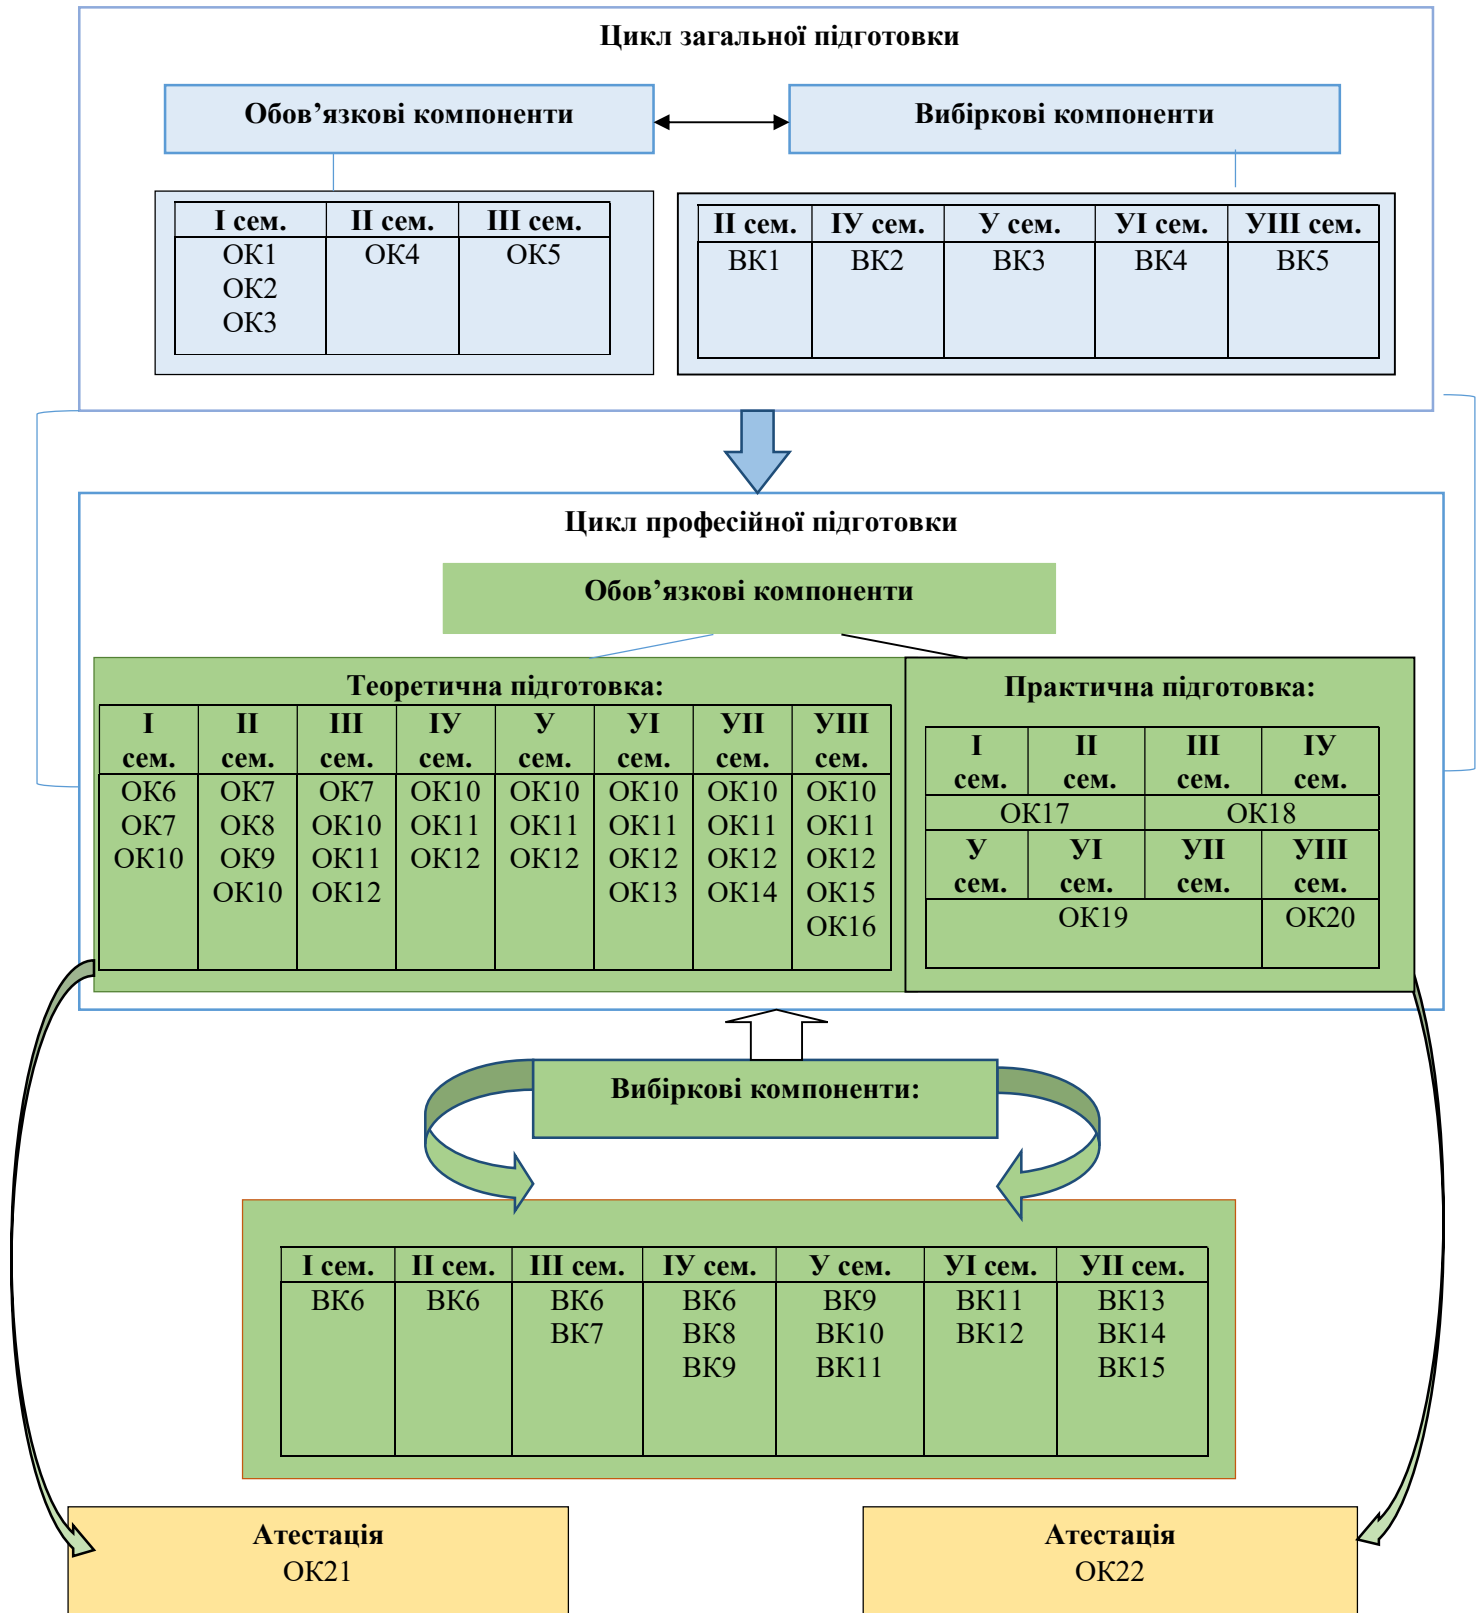 Цикл загальної підготовки
Обов’язкові компоненти
Вибіркові компоненти
І сем. ІІ сем. ІІІ сем.
ОК1 ОК4 ОК5
ОК2
ОК3
ІІ сем. ІУ сем. У сем. УІ сем. УІІІ сем.
ВК1 ВК2 ВК3 ВК4 ВК5
Цикл професійної підготовки
Обов’язкові компоненти
Теоретична підготовка:
І ІІ ІІІ ІУ У УІ УІІ УІІІ
сем. сем. сем. сем. сем. сем. сем. сем.
ОК6 ОК7 ОК7 ОК10 ОК10 ОК10 ОК10 ОК10
ОК7 ОК8 ОК10 ОК11 ОК11 ОК11 ОК11 ОК11
ОК10 ОК9 ОК11 ОК12 ОК12 ОК12 ОК12 ОК12
ОК10 ОК12 ОК13 ОК14 ОК15
ОК16
Практична підготовка:
І ІІ ІІІ ІУ
сем. сем. сем. сем.
ОК17 ОК18
У УІ УІІ УІІІ
сем. сем. сем. сем.
ОК19 ОК20
Вибіркові компоненти:
І сем. ІІ сем. ІІІ сем. ІУ сем. У сем. УІ сем. УІІ сем.
ВК6 ВК6 ВК6 ВК6 ВК9 ВК11 ВК13
ВК7 ВК8 ВК10 ВК12 ВК14
ВК9 ВК11 ВК15
Атестація
ОК21
Атестація
ОК22